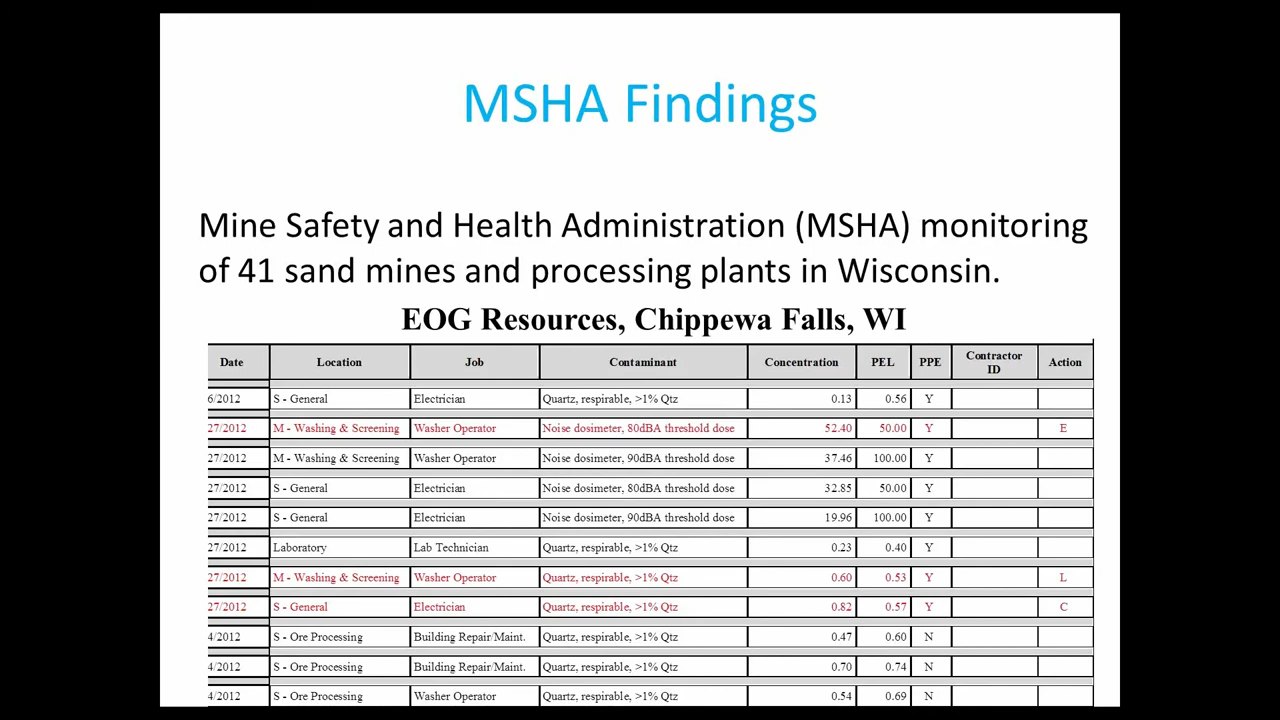 MSHA Findings
Mine Safety and Health Administration (MSHA) monitoring
of 41 sand mines and processing plants in Wisconsin.
EOG Resources, Chippewa Falls, WI
Date Location Job Contaminant Concentration PEL PPE Contractor ID Action
6/2012 S - General Electrician Quartz, respirable, >1% Qtz 0.13 0.56 Y
27/2012 M - Washing & Screening Washer Operator Noise dosimeter, 80dBA threshold dose 52.40 50.00 Y E
27/2012 M - Washing & Screening Washer Operator Noise dosimeter, 90dBA threshold dose 37.46 100.00 Y
27/2012 S - General Electrician Noise dosimeter, 80dBA threshold dose 32.85 50.00 Y
27/2012 S - General Electrician Noise dosimeter, 90dBA threshold dose 19.96 100.00 Y
27/2012 Laboratory Lab Technician Quartz, respirable, >1% Qtz 0.23 0.40 Y
27/2012 M - Washing & Screening Washer Operator Quartz, respirable, >1% Qtz 0.60 0.53 Y L
27/2012 S - General Electrician Quartz, respirable, >1% Qtz 0.82 0.57 Y C
4/2012 S - Ore Processing Building Repair/Maint. Quartz, respirable, >1% Qtz 0.47 0.60 N
4/2012 S - Ore Processing Building Repair/Maint. Quartz, respirable, >1% Qtz 0.70 0.74 N
4/2012 S - Ore Processing Washer Operator Quartz, respirable, >1% Qtz 0.54 0.69 N